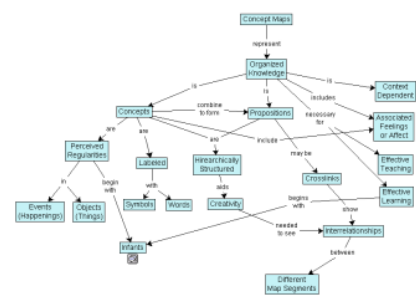 Concept Maps
represent
Organized
Knowledge
is
is
is
includes
necessary
for
Context
Dependent
Concepts
combine
to form
Propositions
Associated
Feelings
or Affect
are
are
are
include
Perceived
Regularities
Labeled
Hirearchically
Structured
may be
Effective
Teaching
in
begin
with
with
aids
Crosslinks
Effective
Learning
Events
(Happenings)
Objects
(Things)
Symbols
Words
Creativity
begins
with
show
needed
to see
Interrelationships
Infants
between
Different
Map Segments